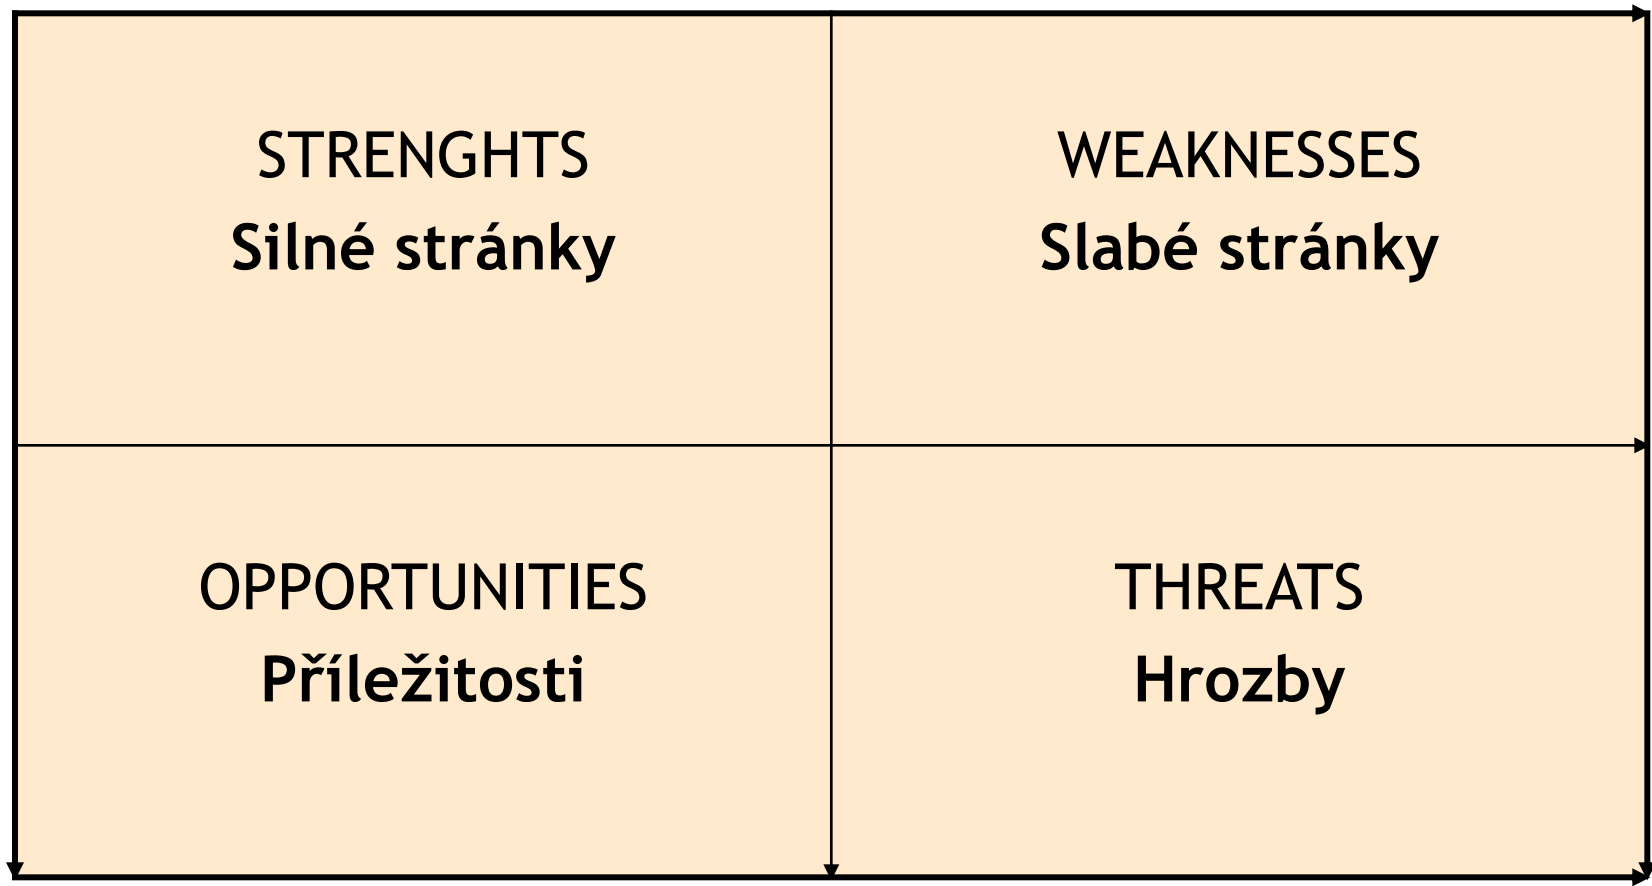 STRENGHTS
Silné stránky
WEAKNESSES
Slabé stránky
OPPORTUNITIES
Příležitosti
THREATS
Hrozby